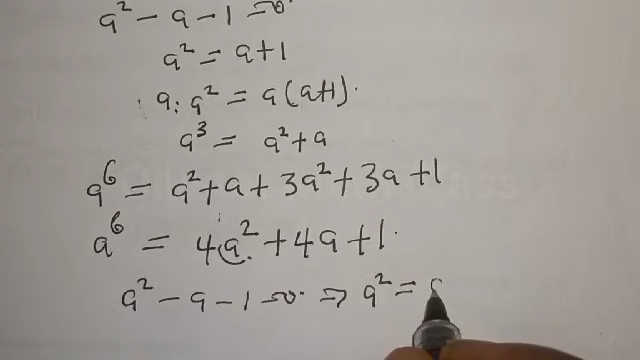 a² - a - 1 = 0.
a² = a + 1
a. a² = a (a+1).
a³ = a² + a
a⁶ = a² + a + 3a² + 3a + 1
a⁶ = 4a² + 4a + 1.
a² - a - 1 = 0. ⇒ a² =